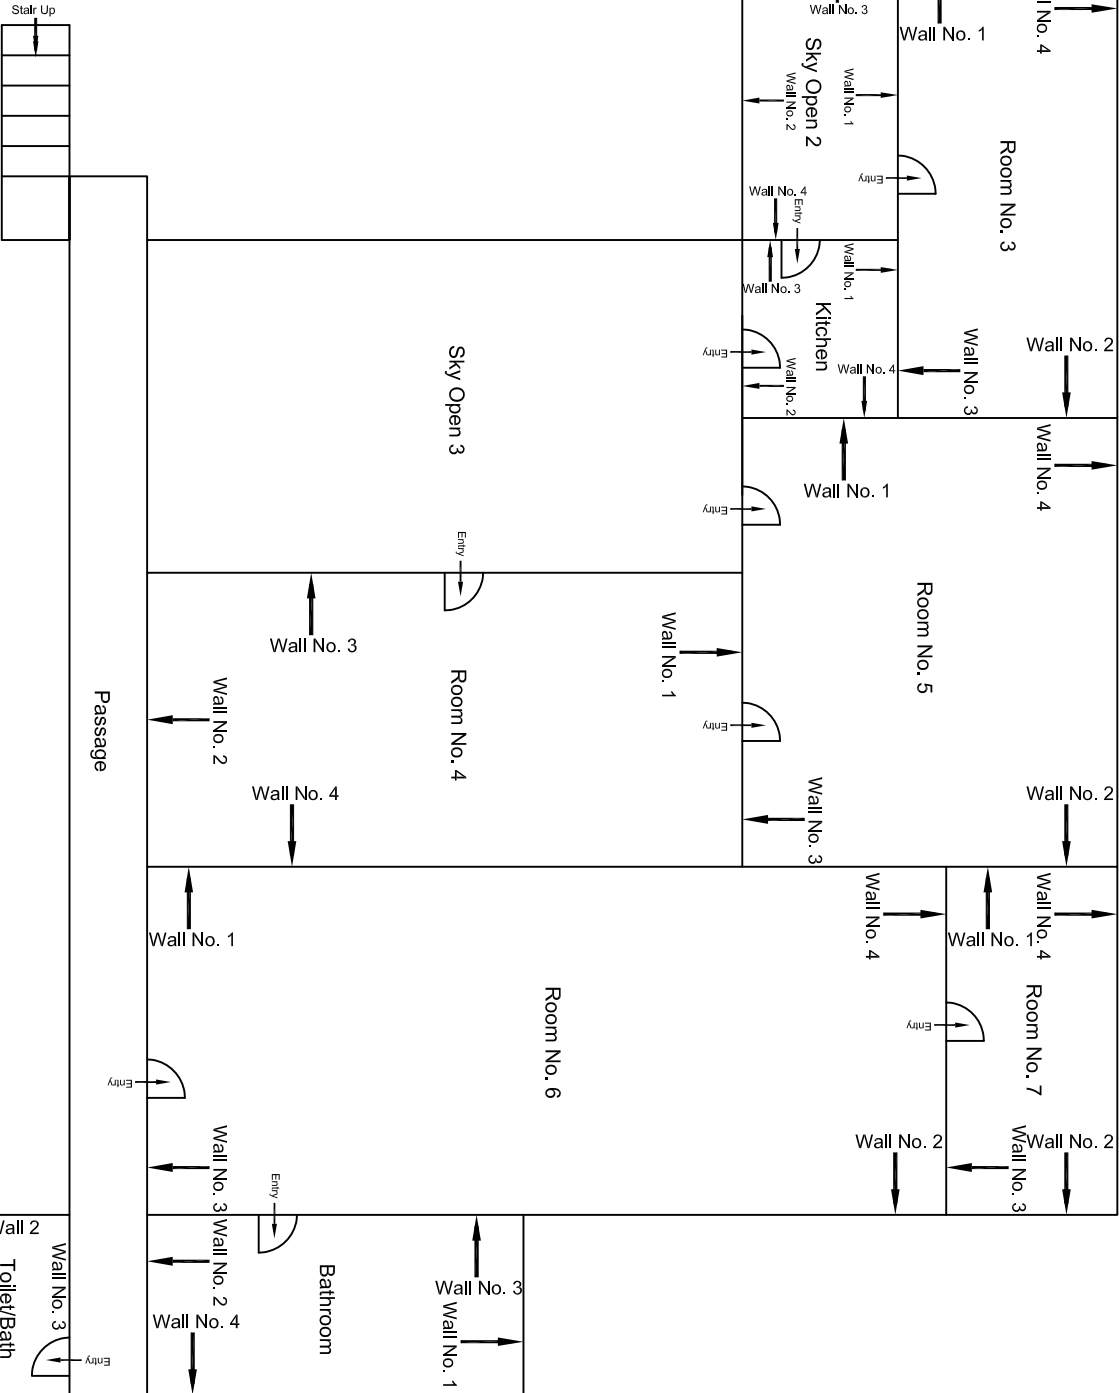 Stair Up
Wall No. 3
Wall No. 1
l No. 4
Sky Open 2
Wall No. 1
Wall No. 2
Room No. 3
Entry
Wall No. 4
Entry
Wall No. 1
Wall No. 3
Kitchen
Entry
Wall No. 2
Wall No. 4
Wall No. 3
Wall No. 2
Sky Open 3
Wall No. 4
Wall No. 1
Entry
Entry
Room No. 5
Wall No. 3
Wall No. 1
Room No. 4
Wall No. 2
Passage
Entry
Wall No. 4
Wall No. 3
Wall No. 2
Wall No. 1
Wall No. 4
Wall No. 1
Wall No. 4
Room No. 6
Room No. 7
Entry
Entry
Wall No. 3
Wall No. 2
Wall No. 3
Wall No. 2
Entry
all 2
Wall No. 3
Wall No. 2
Toilet/Bath
Bathroom
Wall No. 3
Wall No. 4
Wall No. 1
Entry